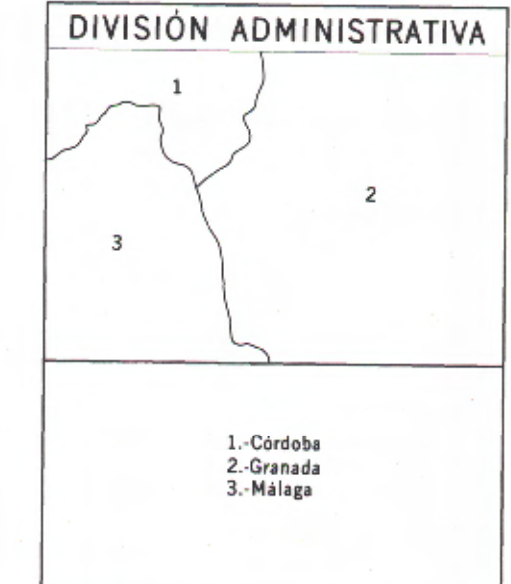 DIVISIÓN ADMINISTRATIVA
1
2
3
1.-Córdoba
2.-Granada
3.-Málaga